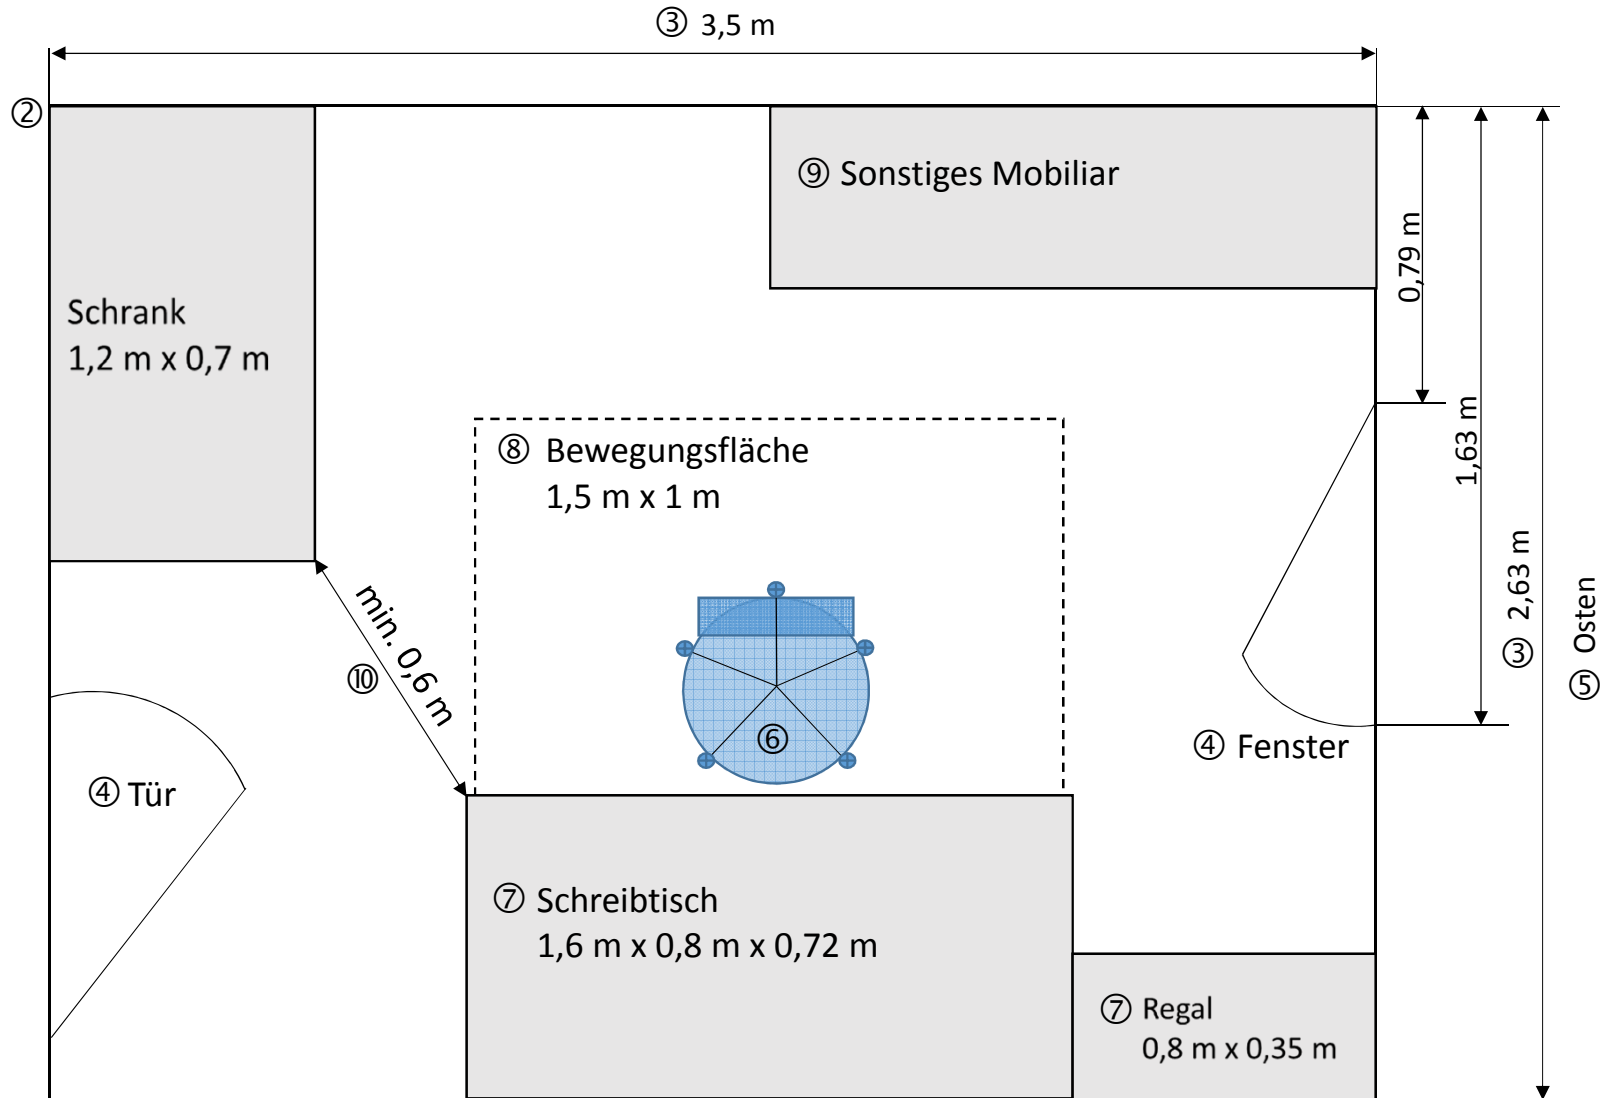 ③ 3,5 m
②
⑨ Sonstiges Mobiliar
0,79 m
Schrank
1,2 m x 0,7 m
1,63 m
⑧ Bewegungsfläche
1,5 m x 1 m
③ 2,63 m
⑤ Osten
min. 0,6 m
⑩
⑥
④ Fenster
④ Tür
⑦ Schreibtisch
1,6 m x 0,8 m x 0,72 m
⑦ Regal
0,8 m x 0,35 m